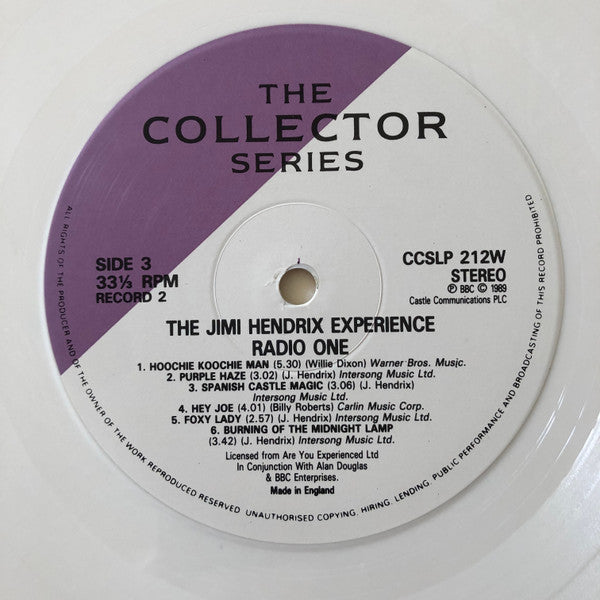 THE
COLLECTOR
SERIES
SIDE 3
33⅓ RPM
RECORD 2
CCSLP 212W
STEREO
Ⓟ BBC © 1989
Castle Communications PLC
THE JIMI HENDRIX EXPERIENCE
RADIO ONE
1. HOOCHIE KOOCHIE MAN (5.30) (Willie Dixon) Warner Bros. Music.
2. PURPLE HAZE (3.02) (J. Hendrix) Intersong Music Ltd.
3. SPANISH CASTLE MAGIC (3.06) (J. Hendrix)
Intersong Music Ltd.
4. HEY JOE (4.01) (Billy Roberts) Carlin Music Corp.
5. FOXY LADY (2.57) (J. Hendrix) Intersong Music Ltd.
6. BURNING OF THE MIDNIGHT LAMP
(3.42) (J. Hendrix) Intersong Music Ltd.
Licensed from Are You Experienced Ltd
In Conjunction With Alan Douglas
& BBC Enterprises.
Made in England
ALL RIGHTS OF THE PRODUCER AND OF THE OWNER OF THE WORK REPRODUCED RESERVED. UNAUTHORISED COPYING, HIRING, LENDING, PUBLIC PERFORMANCE AND BROADCASTING OF THIS RECORD PROHIBITED